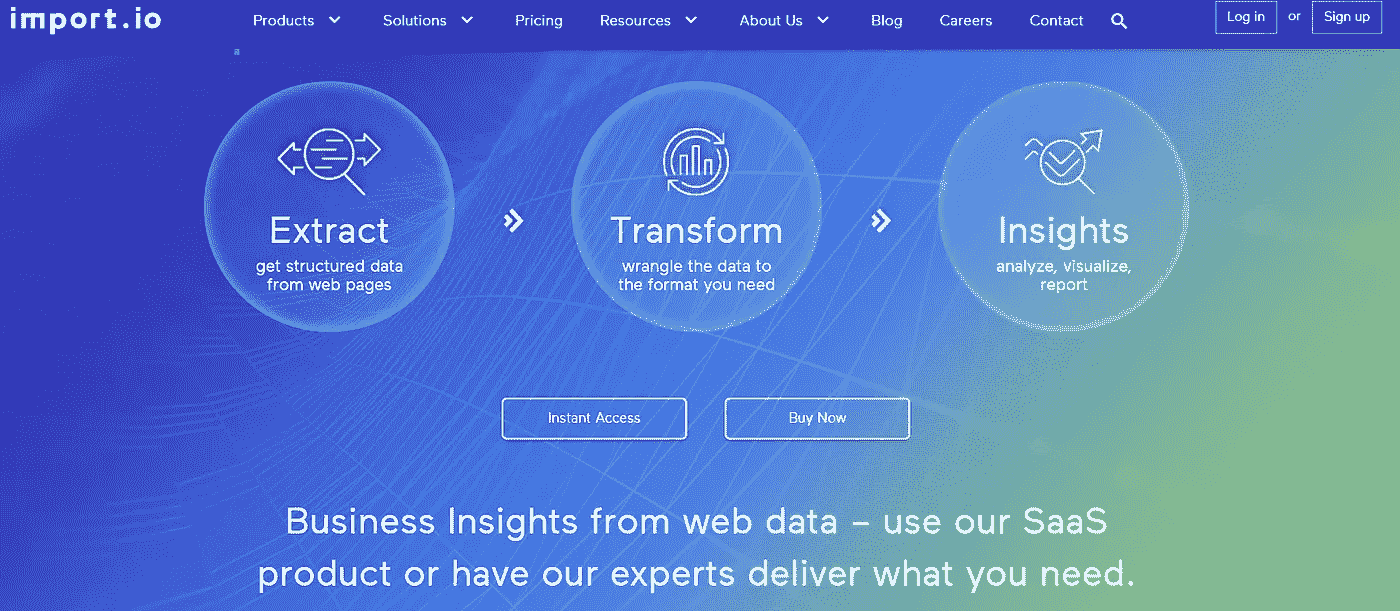 import.io Products Solutions Pricing Resources About Us Blog Careers Contact Log in or Sign up
Extract
get structured data
from web pages
Transform
wrangle the data to
the format you need
Insights
analyze, visualize,
report
Instant Access Buy Now
Business Insights from web data – use our SaaS
product or have our experts deliver what you need.